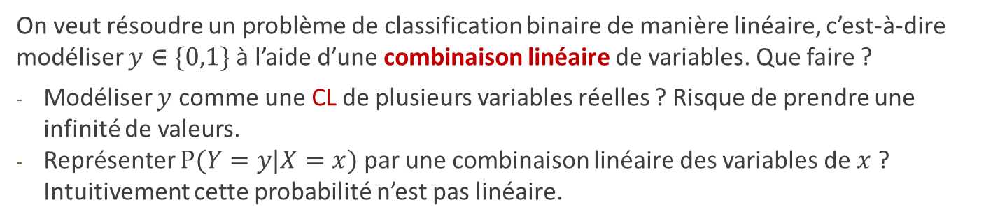 On veut résoudre un problème de classification binaire de manière linéaire, c’est-à-dire
modéliser 𝑦 ∈ {0,1} à l’aide d’une combinaison linéaire de variables. Que faire ?
- Modéliser 𝑦 comme une CL de plusieurs variables réelles ? Risque de prendre une
infinité de valeurs.
- Représenter P(𝑌 = 𝑦|𝑋 = 𝑥) par une combinaison linéaire des variables de 𝑥 ?
Intuitivement cette probabilité n’est pas linéaire.